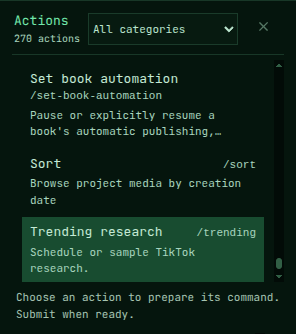 Actions
270 actions
All categories
×
Set book automation
/set-book-automation
Pause or explicitly resume a
book's automatic publishing,…
Sort /sort
Browse project media by creation
date
Trending research /trending
Schedule or sample TikTok
research.
Choose an action to prepare its command.
Submit when ready.